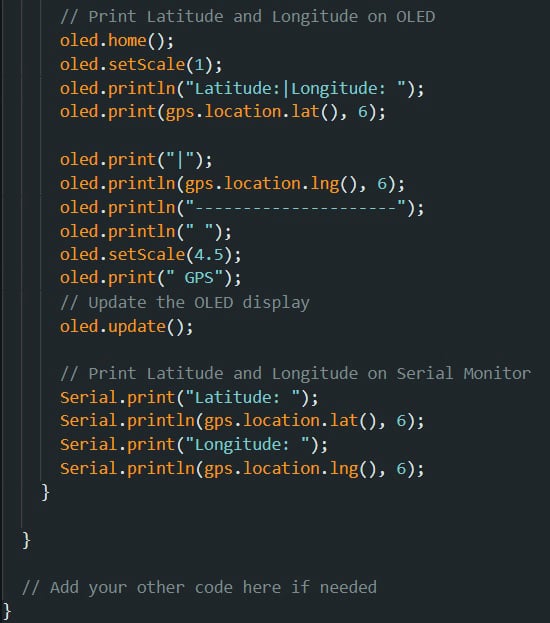 // Print Latitude and Longitude on OLED
oled.home();
oled.setScale(1);
oled.println("Latitude:|Longitude: ");
oled.print(gps.location.lat(), 6);
oled.print("|");
oled.println(gps.location.lng(), 6);
oled.println("---------------------");
oled.println(" ");
oled.setScale(4.5);
oled.print(" GPS");
// Update the OLED display
oled.update();
// Print Latitude and Longitude on Serial Monitor
Serial.print("Latitude: ");
Serial.println(gps.location.lat(), 6);
Serial.print("Longitude: ");
Serial.println(gps.location.lng(), 6);
}
}
// Add your other code here if needed
}